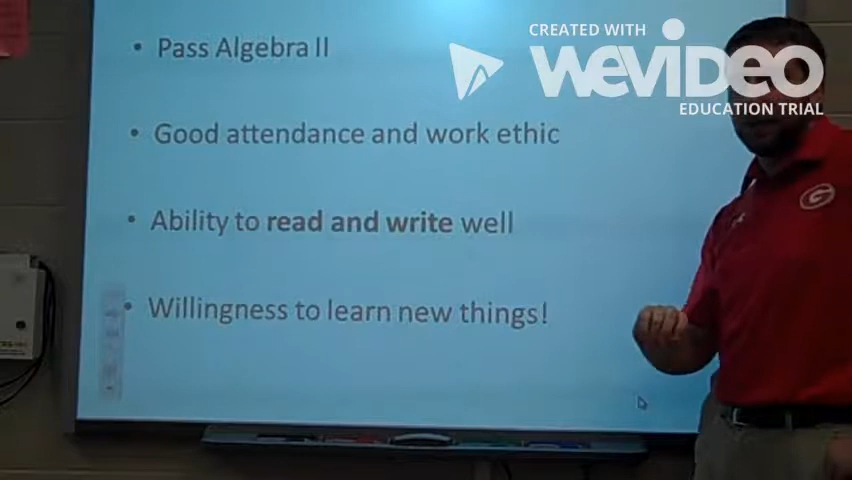 CREATED WITH
WEVIDEO
EDUCATION TRIAL
• Pass Algebra II
• Good attendance and work ethic
• Ability to read and write well
• Willingness to learn new things!
G